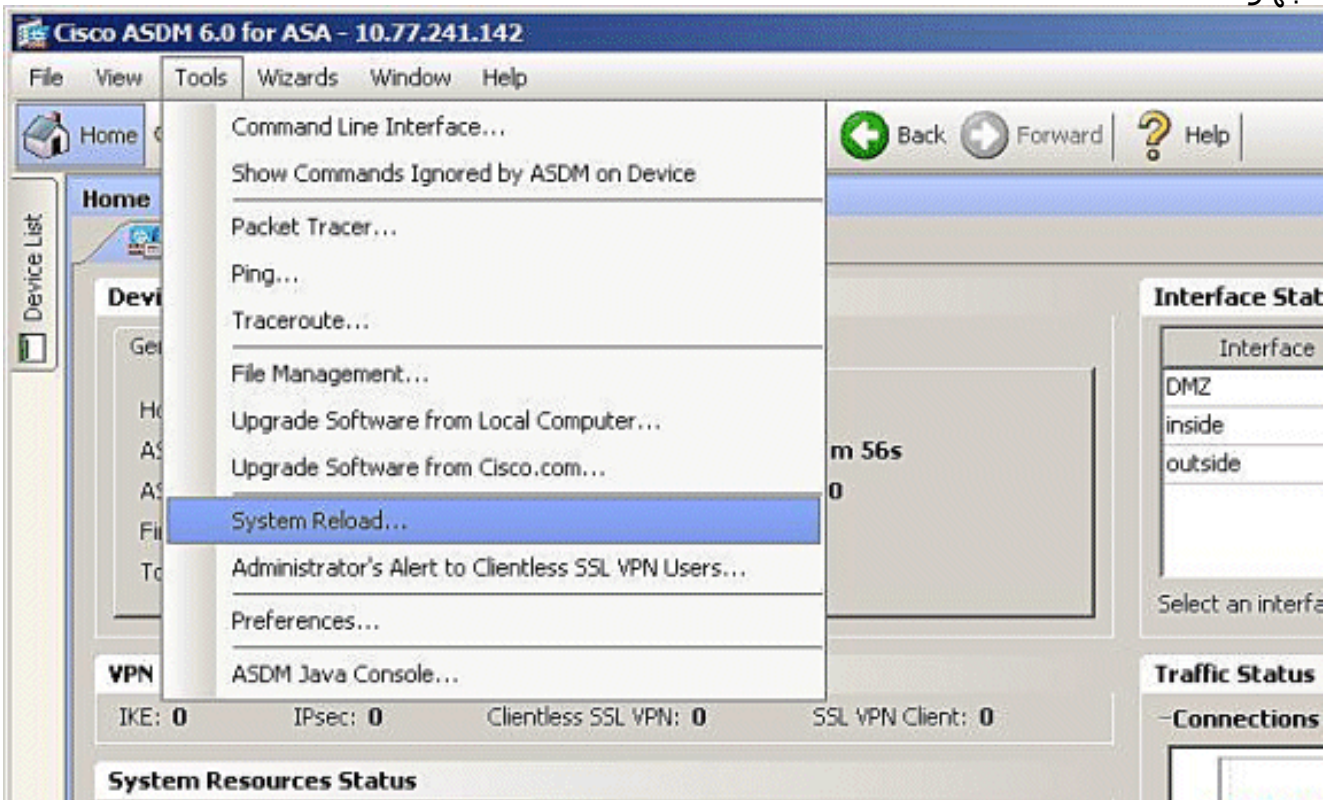 Cisco ASDM 6.0 for ASA - 10.77.241.142
File View Tools Wizards Window Help
Home Back Forward Help
Command Line Interface...
Show Commands Ignored by ASDM on Device
Packet Tracer...
Ping...
Traceroute...
File Management...
Upgrade Software from Local Computer...
Upgrade Software from Cisco.com...
System Reload...
Administrator's Alert to Clientless SSL VPN Users...
Preferences...
ASDM Java Console...
Device List
Home
m 56s
0
Interface Stat
Interface
DMZ
inside
outside
Select an interfa
VPN
IKE: 0 IPsec: 0 Clientless SSL VPN: 0 SSL VPN Client: 0
Traffic Status
Connections
System Resources Status